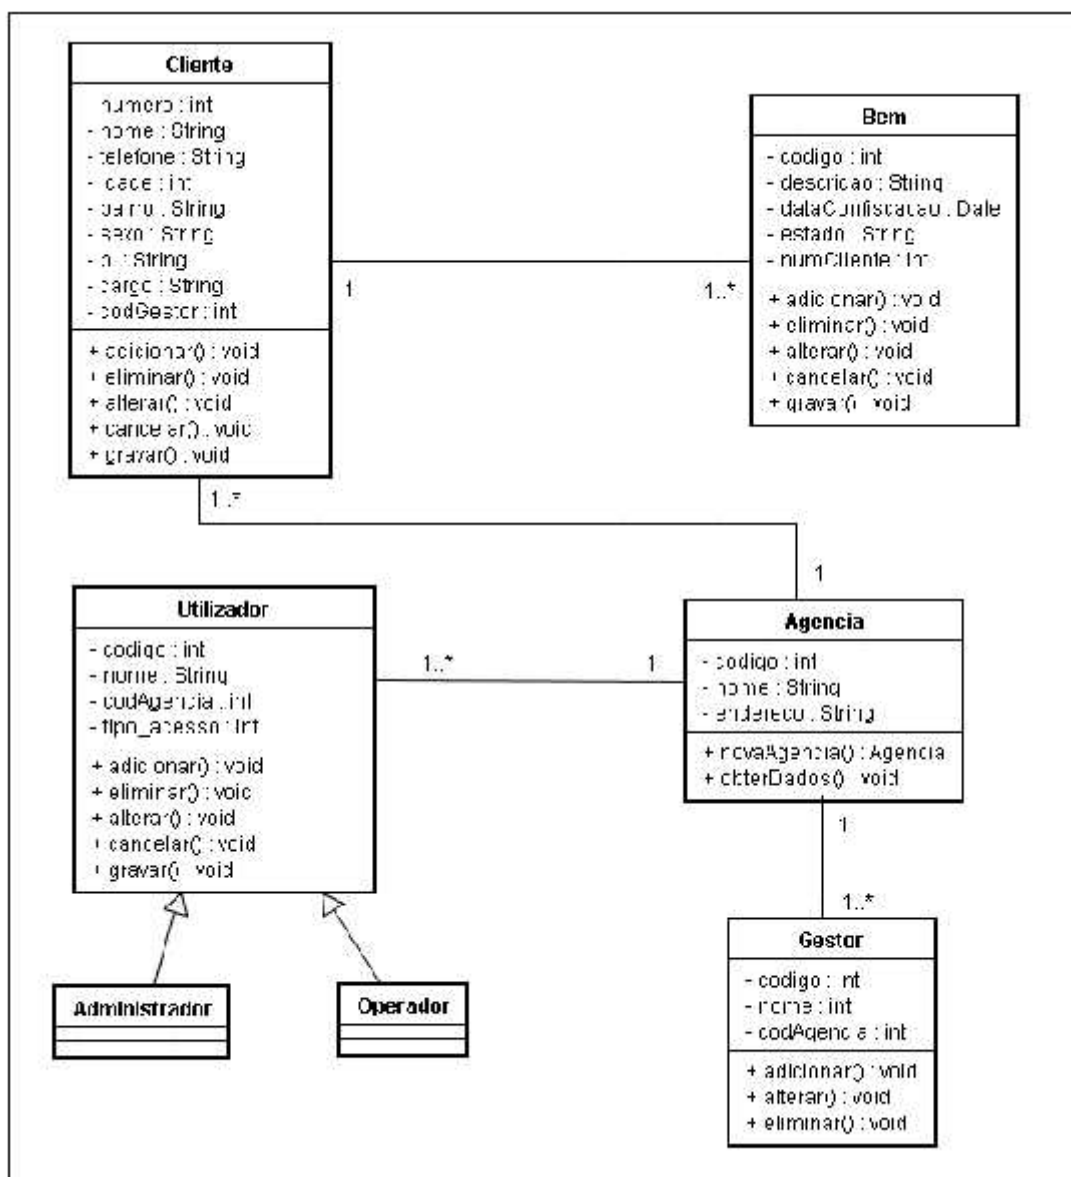 Cliente
- numero : int
- nome : String
- telefone : String
- idade : int
- bairro : String
- sexo : String
- bi : String
- cargo : String
- codGestor : int
+ adicionar() : void
+ eliminar() : void
+ alterar() : void
+ cancelar() : void
+ gravar() : void
Bem
- codigo : int
- descricao : String
- dataConfiscacao : Date
- estado : String
- numCliente : int
+ adicionar() : void
+ eliminar() : void
+ alterar() : void
+ cancelar() : void
+ gravar() : void
1
1..*
1..*
1
Utilizador
- codigo : int
- nome : String
- codAgencia : int
- tipo_acesso : int
+ adicionar() : void
+ eliminar() : void
+ alterar() : void
+ cancelar() : void
+ gravar() : void
1..*
1
Agencia
- codigo : int
- nome : String
- endereco : String
+ novaAgencia() : Agencia
+ obterDados() : void
1
1..*
Administrador
Operador
Gestor
- codigo : int
- nome : int
- codAgencia : int
+ adicionar() : void
+ alterar() : void
+ eliminar() : void